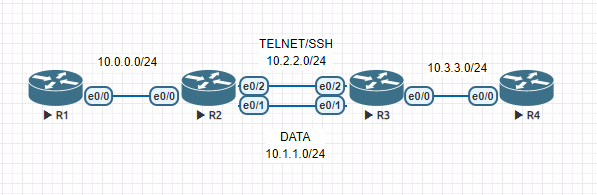 TELNET/SSH
10.2.2.0/24
10.0.0.0/24
10.3.3.0/24
e0/2 e0/2
e0/0 e0/0 e0/0 e0/0
e0/1 e0/1
R1 R2 R3 R4
DATA
10.1.1.0/24